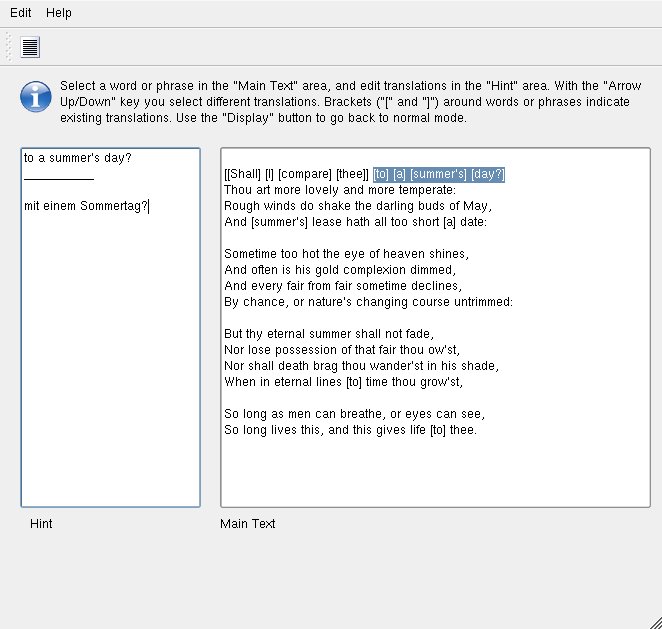 Edit Help
Select a word or phrase in the "Main Text" area, and edit translations in the "Hint" area. With the "Arrow
Up/Down" key you select different translations. Brackets ("[" and "]") around words or phrases indicate
existing translations. Use the "Display" button to go back to normal mode.
to a summer's day?
__________
mit einem Sommertag?
[[Shall] [I] [compare] [thee]] [to] [a] [summer's] [day?]
Thou art more lovely and more temperate:
Rough winds do shake the darling buds of May,
And [summer's] lease hath all too short [a] date:
Sometime too hot the eye of heaven shines,
And often is his gold complexion dimmed,
And every fair from fair sometime declines,
By chance, or nature's changing course untrimmed:
But thy eternal summer shall not fade,
Nor lose possession of that fair thou ow'st,
Nor shall death brag thou wander'st in his shade,
When in eternal lines [to] time thou grow'st,
So long as men can breathe, or eyes can see,
So long lives this, and this gives life [to] thee.
Hint
Main Text